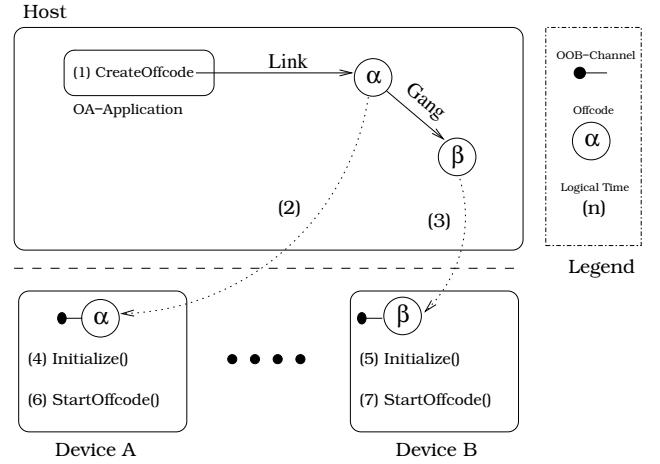 Host
(1) CreateOffcode
OA-Application
Link
α
Gang
β
(2)
(3)
OOB-Channel
Offcode
α
Logical Time
(n)
Legend
α
(4) Initialize()
(6) StartOffcode()
Device A
β
(5) Initialize()
(7) StartOffcode()
Device B